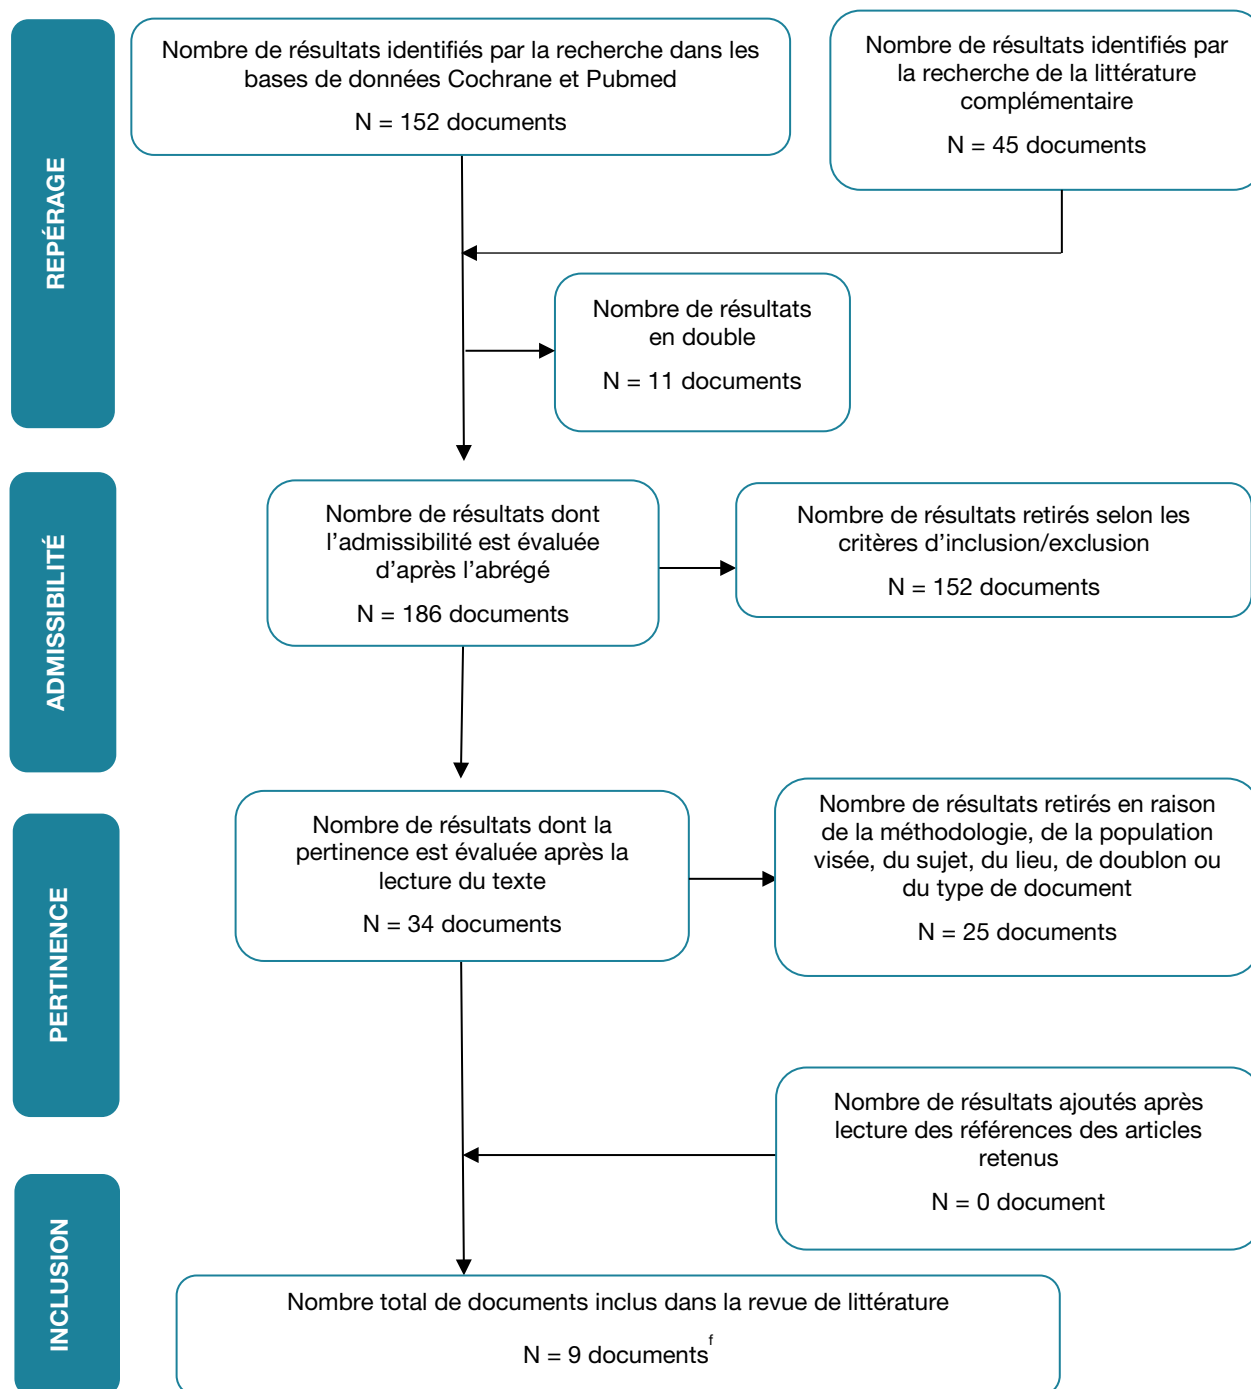 REPÉRAGE
Nombre de résultats identifiés par la recherche dans les
bases de données Cochrane et Pubmed
N = 152 documents
Nombre de résultats identifiés par
la recherche de la littérature
complémentaire
N = 45 documents
Nombre de résultats
en double
N = 11 documents
ADMISSIBILITÉ
Nombre de résultats dont
l’admissibilité est évaluée
d’après l’abrégé
N = 186 documents
Nombre de résultats retirés selon les
critères d’inclusion/exclusion
N = 152 documents
PERTINENCE
Nombre de résultats dont la
pertinence est évaluée après la
lecture du texte
N = 34 documents
Nombre de résultats retirés en raison
de la méthodologie, de la population
visée, du sujet, du lieu, de doublon ou
du type de document
N = 25 documents
Nombre de résultats ajoutés après
lecture des références des articles
retenus
N = 0 document
INCLUSION
Nombre total de documents inclus dans la revue de littérature
N = 9 documents f